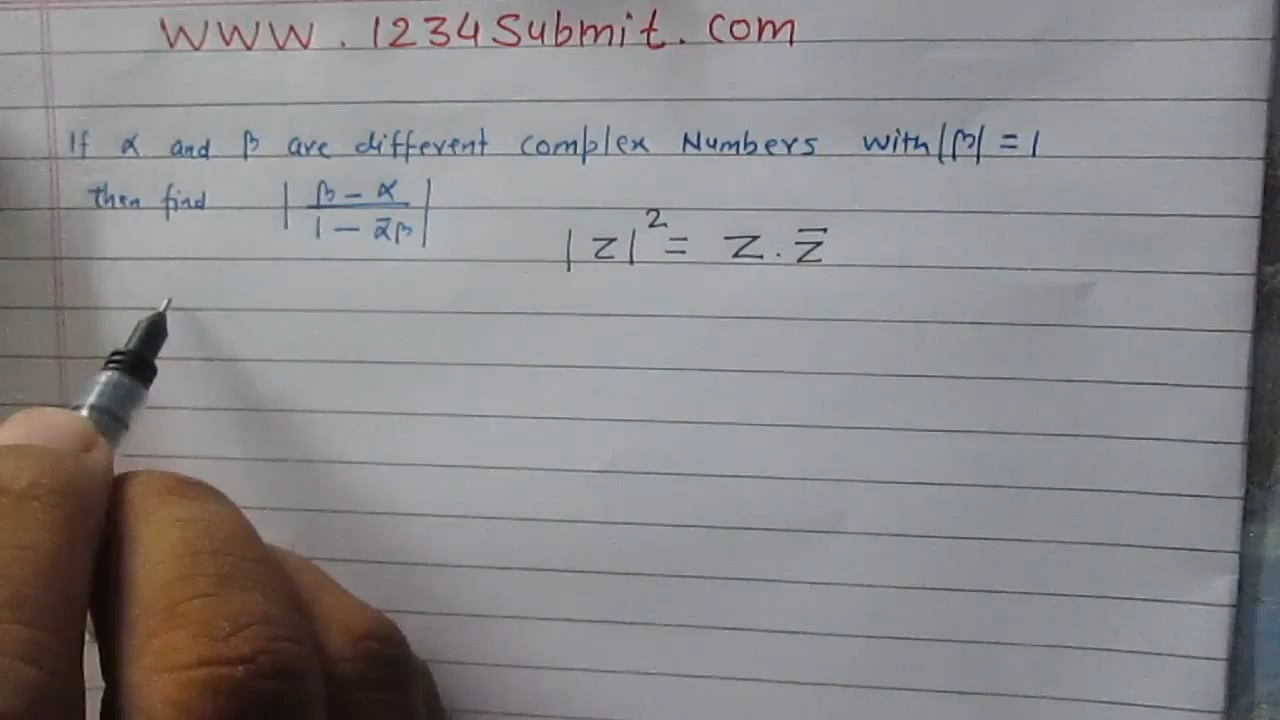 WWW.1234Submit.com
If α and β are different complex Numbers with |β| = 1
then find |β - α / 1 - ᾱβ|
|z|² = z.z̄